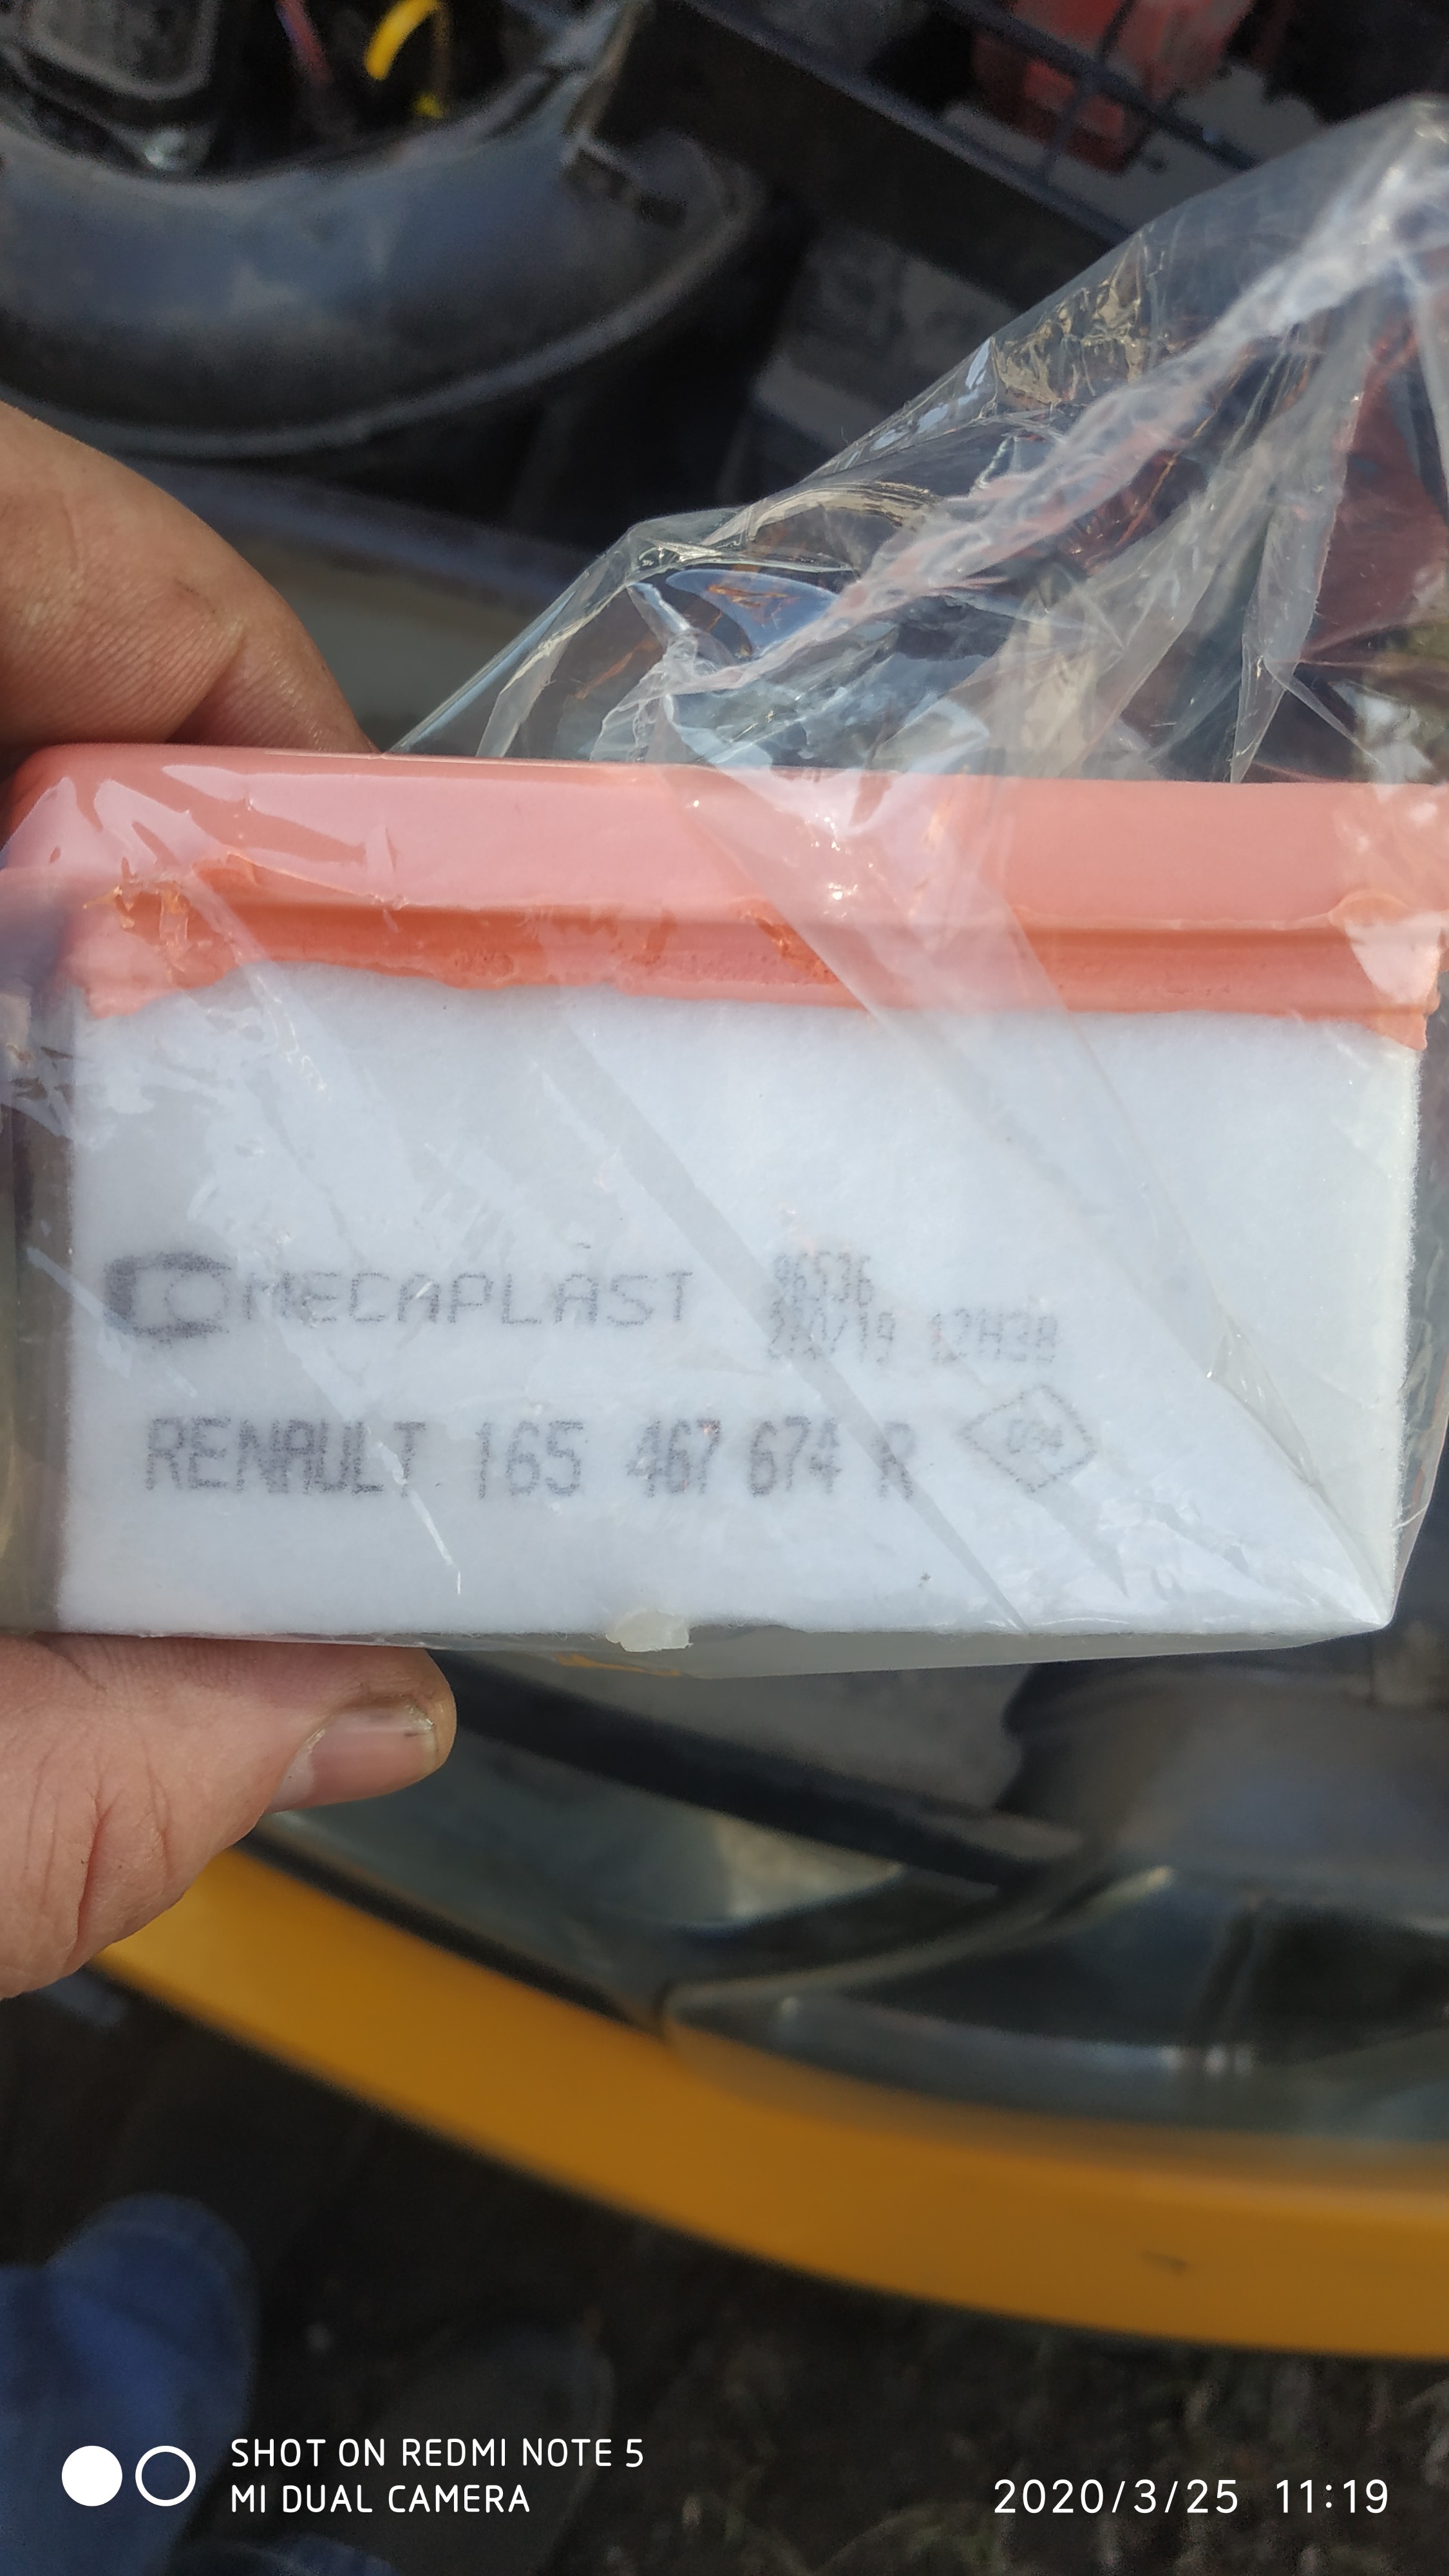 MECAPLAST
12H38
RENAULT 165 467 674 R
SHOT ON REDMI NOTE 5
MI DUAL CAMERA
2020/3/25 11:19